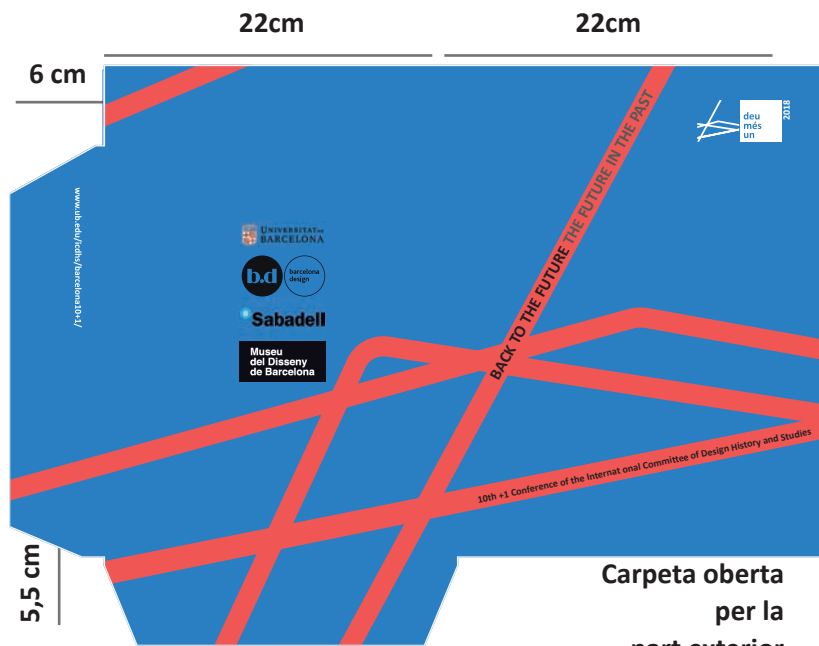 22cm
22cm
6 cm
deu
més
un
2018
BACK TO THE FUTURE THE FUTURE IN THE PAST
www.ub.edu/icdhs/barcelona10+1/
UNIVERSITAT DE
BARCELONA
b.d
barcelona
design
Sabadell
Museu
del Disseny
de Barcelona
10th +1 Conference of the Internat onal Committee of Design History and Studies
5,5 cm
Carpeta oberta
per la
part exterior